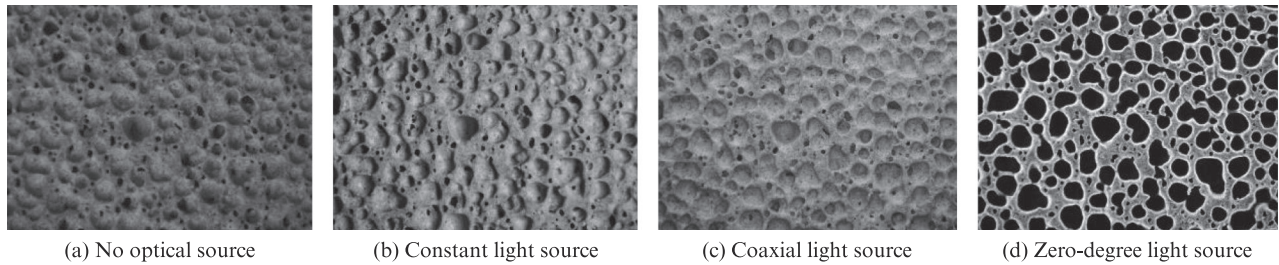 (a) No optical source
(b) Constant light source
(c) Coaxial light source
(d) Zero-degree light source